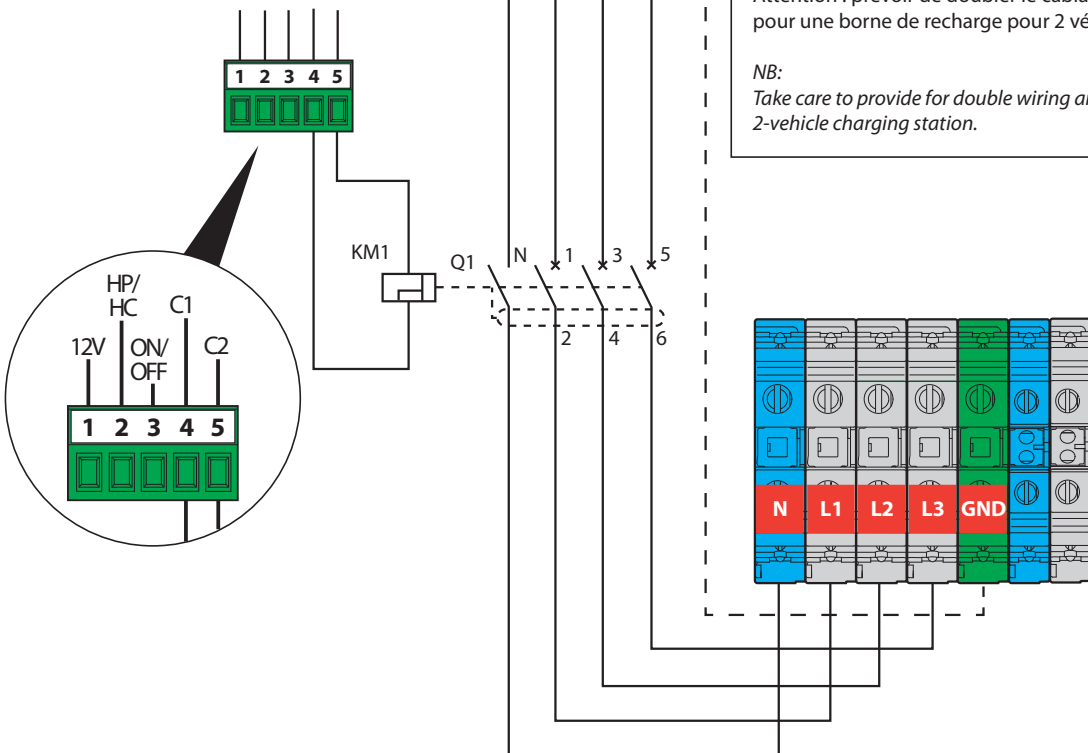 pour une borne de recharge pour 2
NB:
Take care to provide for double wiring
2-vehicle charging station.
1 2 3 4 5
KM1
Q1 N 1 3 5
2 4 6
HP/
HC
C1
12V
ON/
OFF
C2
1 2 3 4 5
N L1 L2 L3 GND